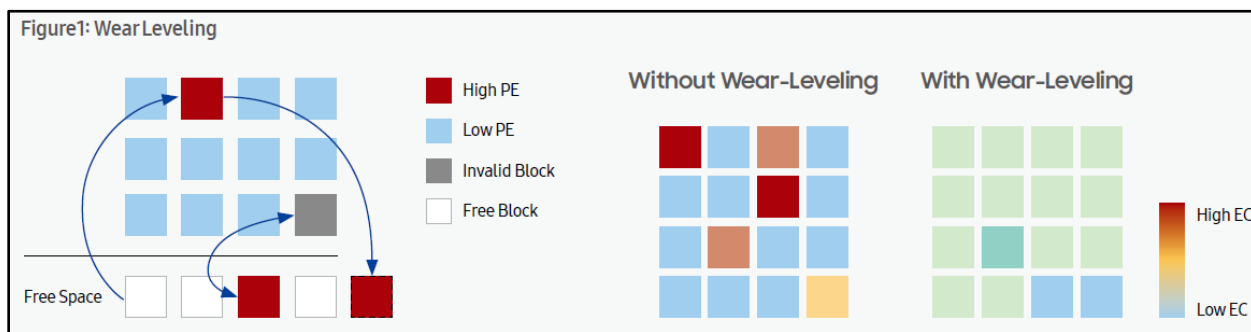 Figure1: Wear Leveling
High PE
Low PE
Invalid Block
Free Block
Free Space
Without Wear-Leveling
With Wear-Leveling
High EC
Low EC